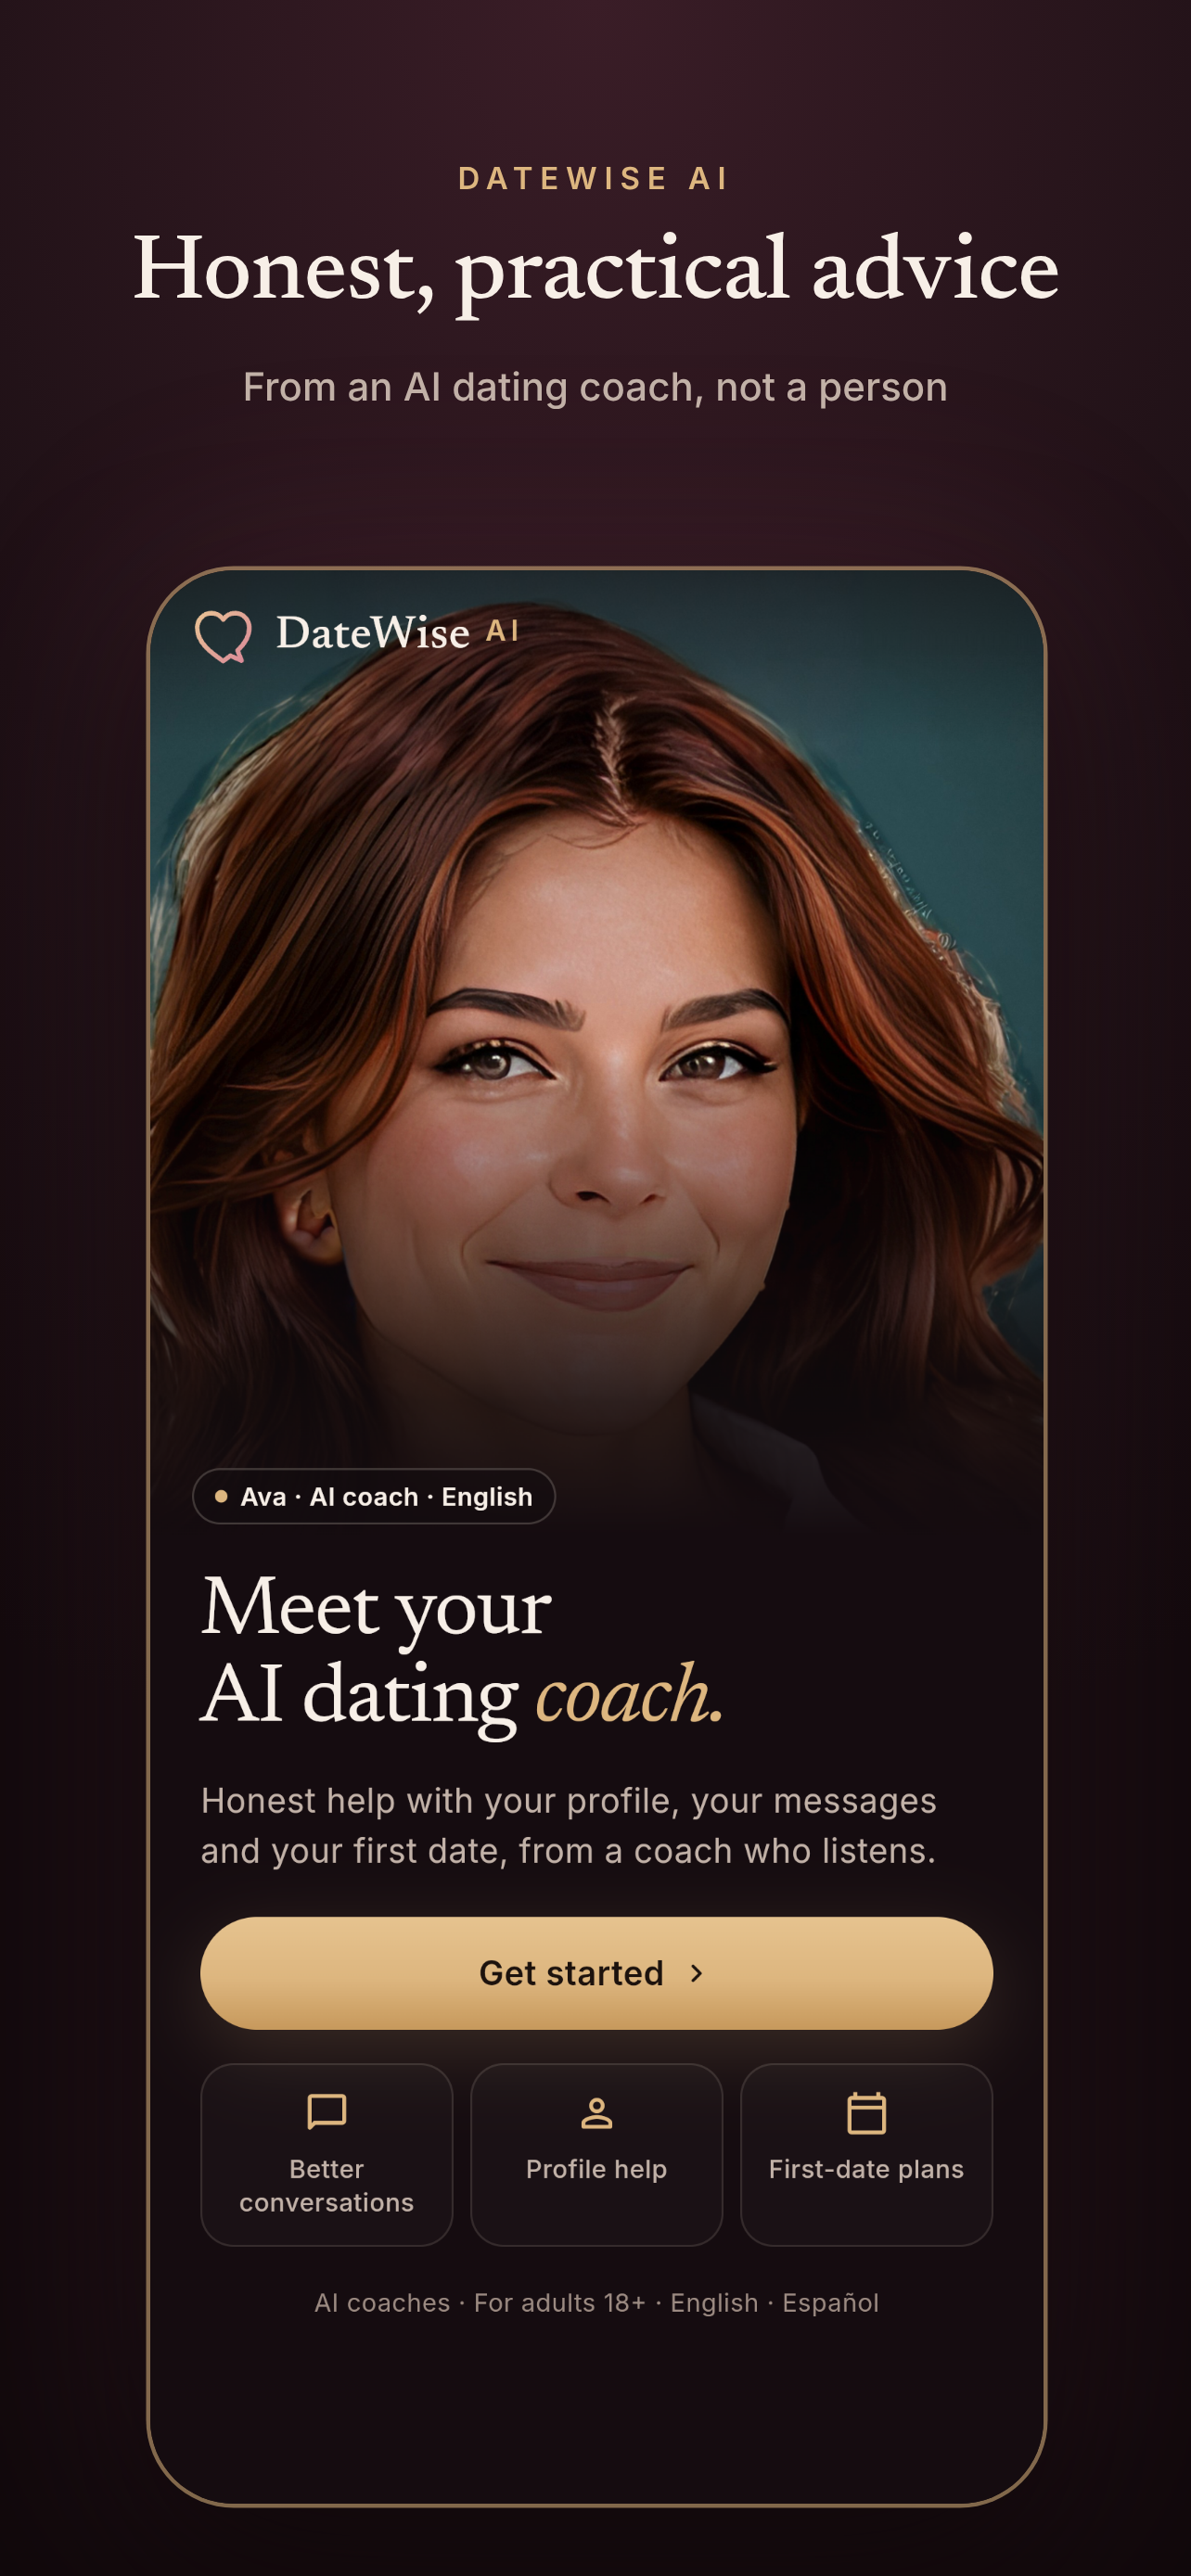 DATEWISE AI
Honest, practical advice
From an AI dating coach, not a person
DateWise AI
Ava · AI coach · English
Meet your
AI dating coach.
Honest help with your profile, your messages
and your first date, from a coach who listens.
Get started
Better
conversations
Profile help
First-date plans
AI coaches · For adults 18+ · English · Español